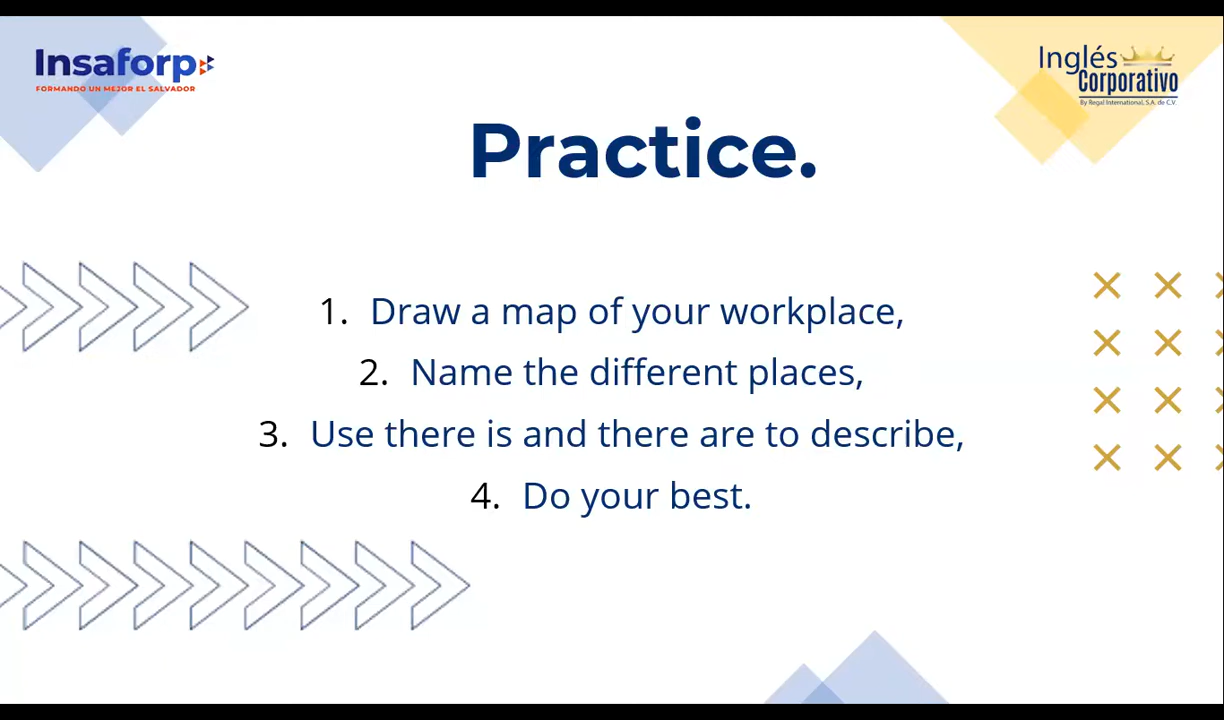 Insaforp
FORMANDO UN MEJOR EL SALVADOR
Inglés
Corporativo
By Regal International, S.A. de C.V.
Practice.
1. Draw a map of your workplace,
2. Name the different places,
3. Use there is and there are to describe,
4. Do your best.